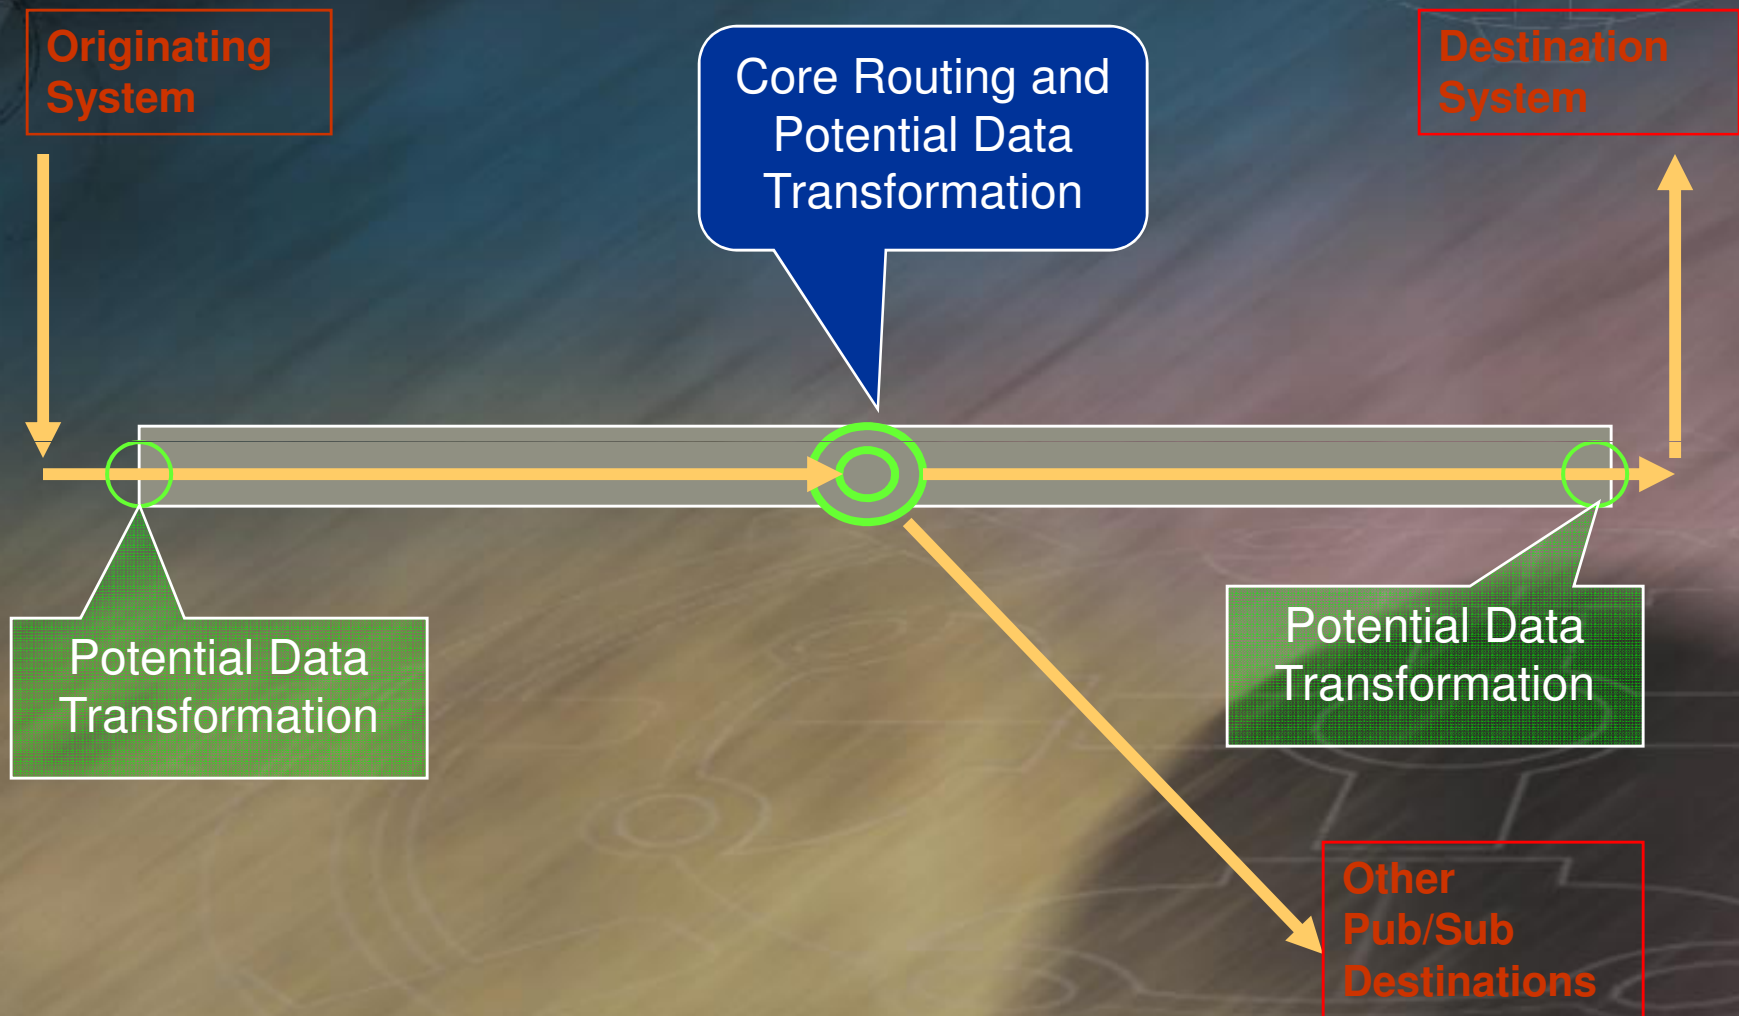 Originating
System
Core Routing and
Potential Data
Transformation
Destination
System
Potential Data
Transformation
Potential Data
Transformation
Other
Pub/Sub
Destinations